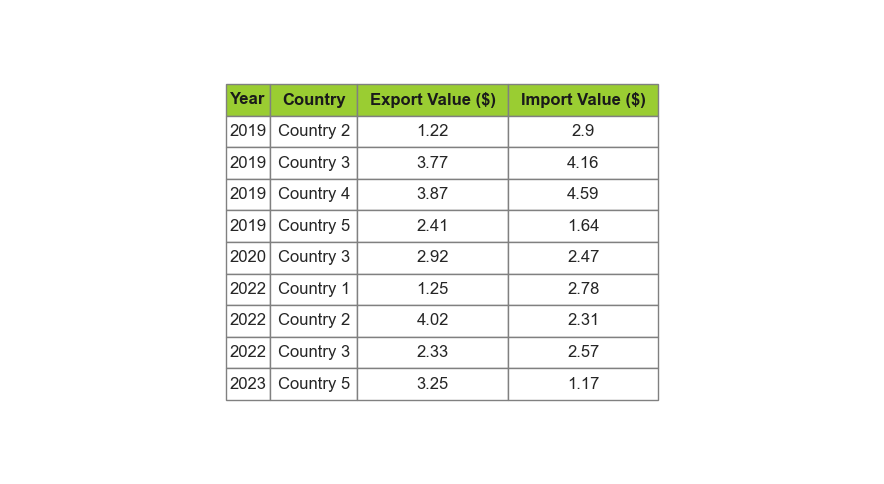 Year Country Export Value ($) Import Value ($)
2019 Country 2 1.22 2.9
2019 Country 3 3.77 4.16
2019 Country 4 3.87 4.59
2019 Country 5 2.41 1.64
2020 Country 3 2.92 2.47
2022 Country 1 1.25 2.78
2022 Country 2 4.02 2.31
2022 Country 3 2.33 2.57
2023 Country 5 3.25 1.17